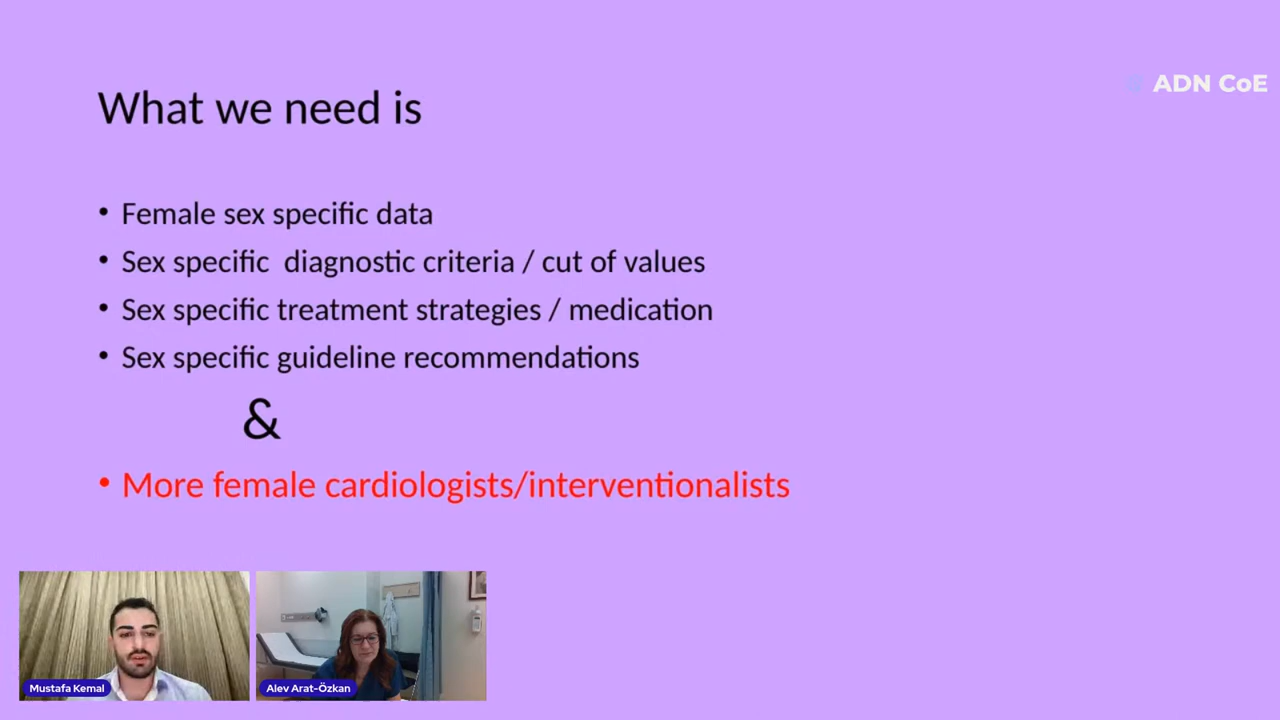 ADN CoE
What we need is
• Female sex specific data
• Sex specific  diagnostic criteria / cut of values
• Sex specific treatment strategies / medication
• Sex specific guideline recommendations
&
• More female cardiologists/interventionalists
Mustafa Kemal
Alev Arat-Özkan